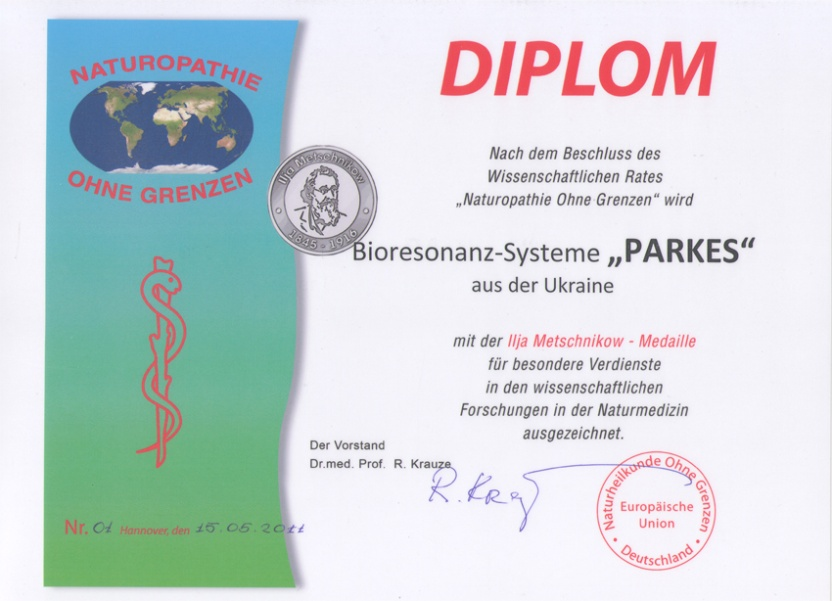 NATUROPATHIE
OHNE GRENZEN
Ilja Metschnikow
1845 - 1916
DIPLOM
Nach dem Beschluss des
Wissenschaftlichen Rates
„Naturopathie Ohne Grenzen“ wird
Bioresonanz-Systeme „PARKES“
aus der Ukraine
mit der Ilja Metschnikow - Medaille
für besondere Verdienste
in den wissenschaftlichen
Forschungen in der Naturmedizin
ausgezeichnet.
Der Vorstand
Dr.med. Prof. R. Krauze
Nr. 01 Hannover, den 15.05.2011
Naturheilkunde Ohne Grenzen
Europäische
Union
• Deutschland •